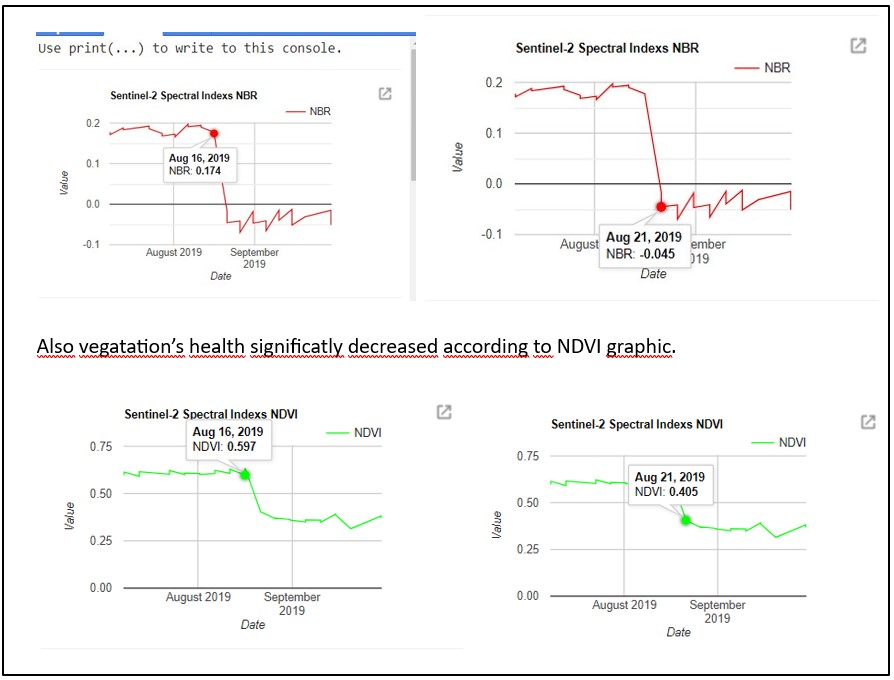 Use print(...) to write to this console.
Sentinel-2 Spectral Indexs NBR
NBR
0.2
0.1
0.0
-0.1
Value
Aug 16, 2019
NBR: 0.174
August 2019
September
2019
Date
Sentinel-2 Spectral Indexs NBR
NBR
0.2
0.1
0.0
-0.1
Value
Aug 21, 2019
NBR: -0.045
August
ember
019
Date
Also vegatation's health significatly decreased according to NDVI graphic.
Sentinel-2 Spectral Indexs NDVI
NDVI
Aug 16, 2019
NDVI: 0.597
0.75
0.50
0.25
0.00
Value
August 2019
September
2019
Date
Sentinel-2 Spectral Indexs NDVI
NDVI
0.75
0.50
0.25
0.00
Value
Aug 21, 2019
NDVI: 0.405
August 2019
September
2019
Date